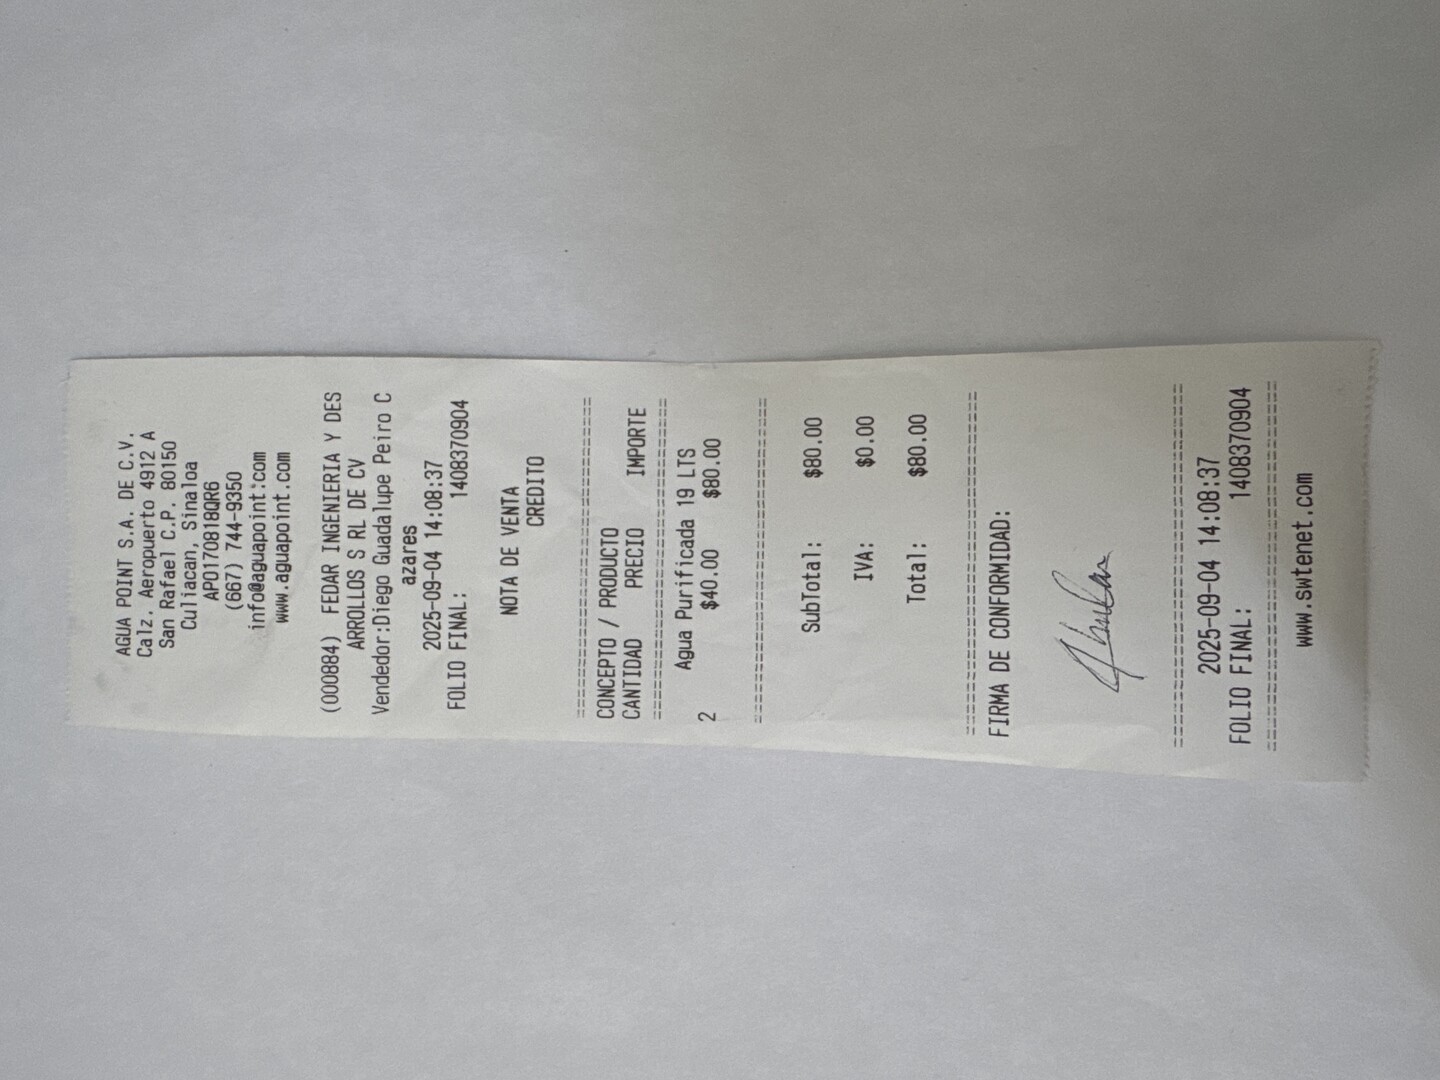 AGUA POINT S.A. DE C.V.
Calz. Aeropuerto 4912 A
San Rafael C.P. 80150
Culiacan, Sinaloa
APO170818QR6
(667) 744-9350
info@aguapoint.com
www.aguapoint.com
(000884) FEDAR INGENIERIA Y DES
ARROLLOS S RL DE CV
Vendedor:Diego Guadalupe Peiro C
azares
2025-09-04 14:08:37
FOLIO FINAL: 1408370904
NOTA DE VENTA
CREDITO
================================
CONCEPTO / PRODUCTO
CANTIDAD PRECIO IMPORTE
================================
Agua Purificada 19 LTS
2 $40.00 $80.00
================================
SubTotal: $80.00
IVA: $0.00
Total: $80.00
================================
FIRMA DE CONFORMIDAD:
================================
2025-09-04 14:08:37
FOLIO FINAL: 1408370904
================================
www.swtenet.com